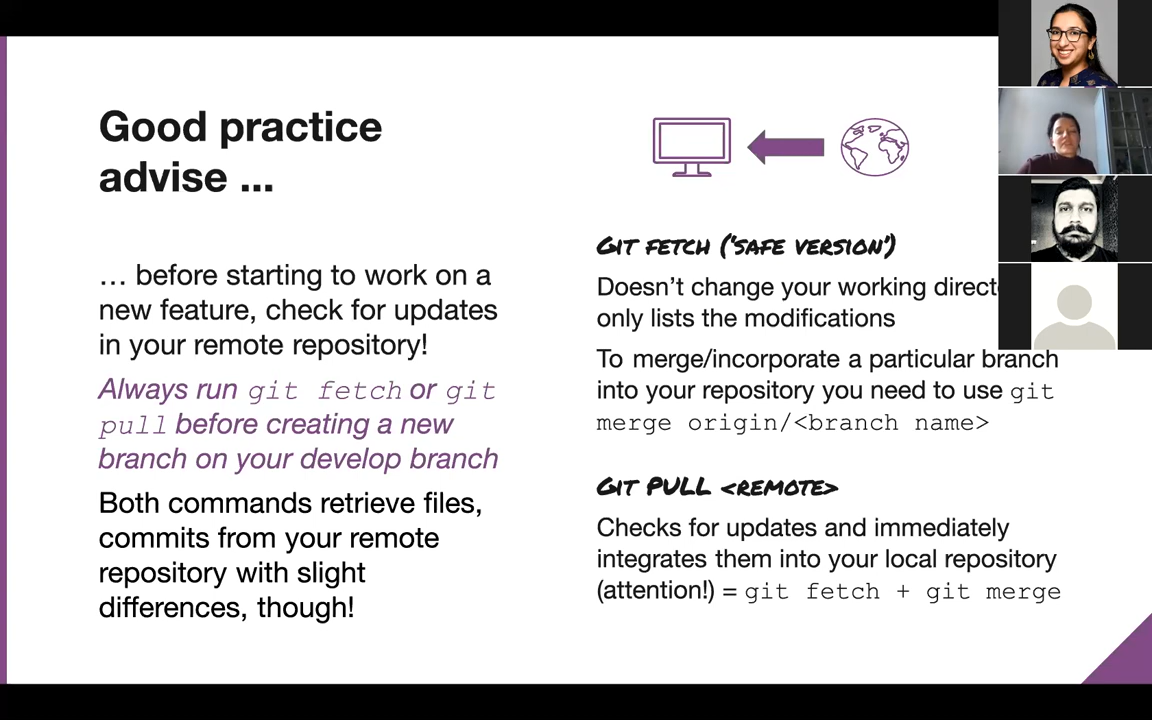 Good practice
advise ...
... before starting to work on a
new feature, check for updates
in your remote repository!
Always run git fetch or git
pull before creating a new
branch on your develop branch
Both commands retrieve files,
commits from your remote
repository with slight
differences, though!
GIT FETCH ('SAFE VERSION')
Doesn't change your working
only lists the modifications
To merge/incorporate a particular branch
into your repository you need to use git
merge origin/<branch name>
GIT PULL <REMOTE>
Checks for updates and immediately
integrates them into your local repository
(attention!) = git fetch + git merge